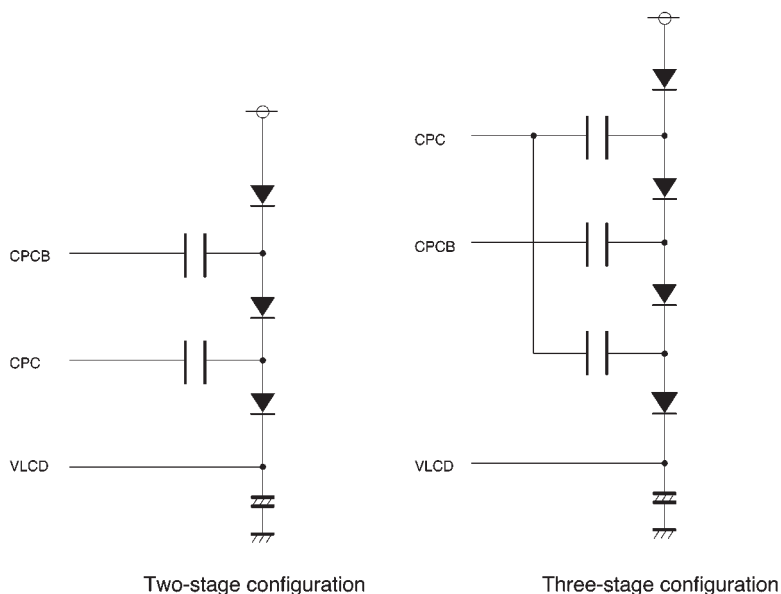 CPCB
CPC
VLCD
Two-stage configuration
CPC
CPCB
VLCD
Three-stage configuration